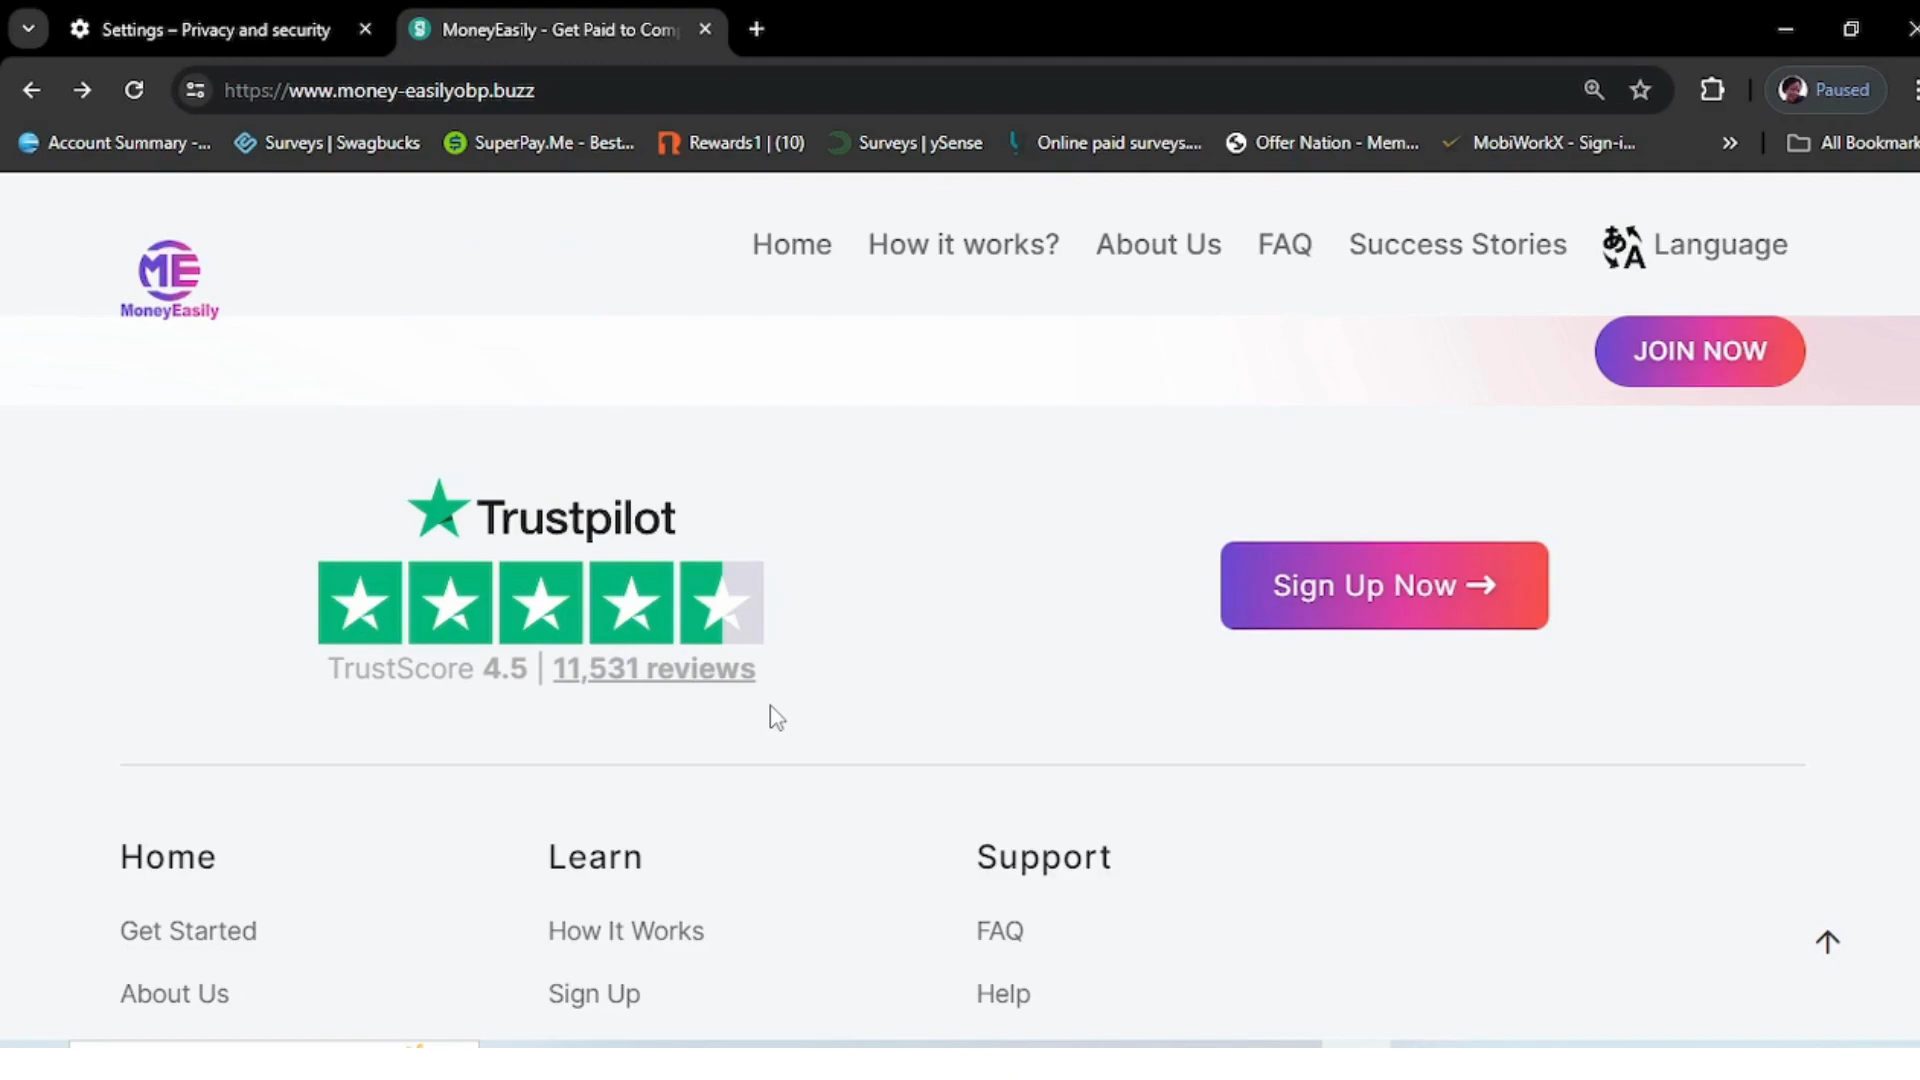 Settings – Privacy and security
MoneyEasily - Get Paid to Com
https://www.money-easilyobp.buzz
Paused
Account Summary -...
Surveys | Swagbucks
SuperPay.Me - Best...
Rewards1 | (10)
Surveys | ySense
Online paid surveys....
Offer Nation - Mem...
MobiWorkX - Sign-i...
All Bookmark
ME
MoneyEasily
Home
How it works?
About Us
FAQ
Success Stories
Language
JOIN NOW
Trustpilot
TrustScore 4.5 | 11,531 reviews
Sign Up Now →
Home
Learn
Support
Get Started
How It Works
FAQ
About Us
Sign Up
Help